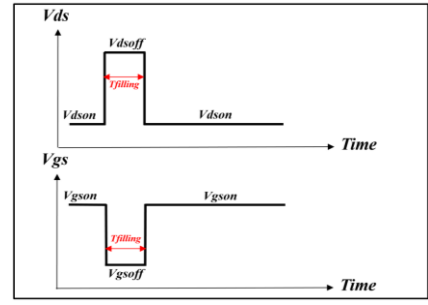 Vds
Vdsoff
Tfilling
Vdson
Vdson
Time
Vgs
Vgson
Vgson
Tfilling
Vgsoff
Time